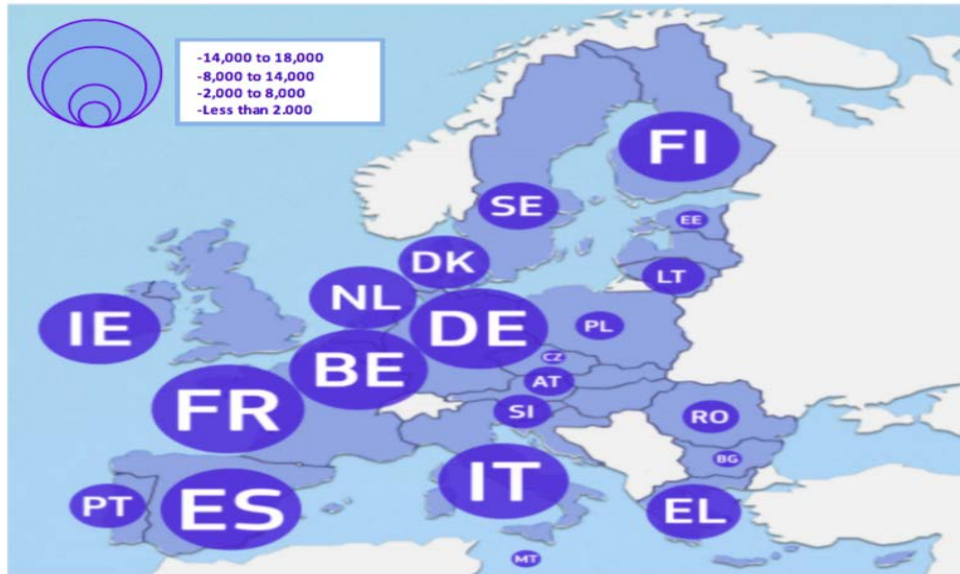 -14,000 to 18,000
-8,000 to 14,000
-2,000 to 8,000
-Less than 2.000
FI
SE
EE
DK
LT
NL
IE
DE
PL
CZ
BE
AT
FR
SI
RO
BG
IT
PT
ES
EL
MT